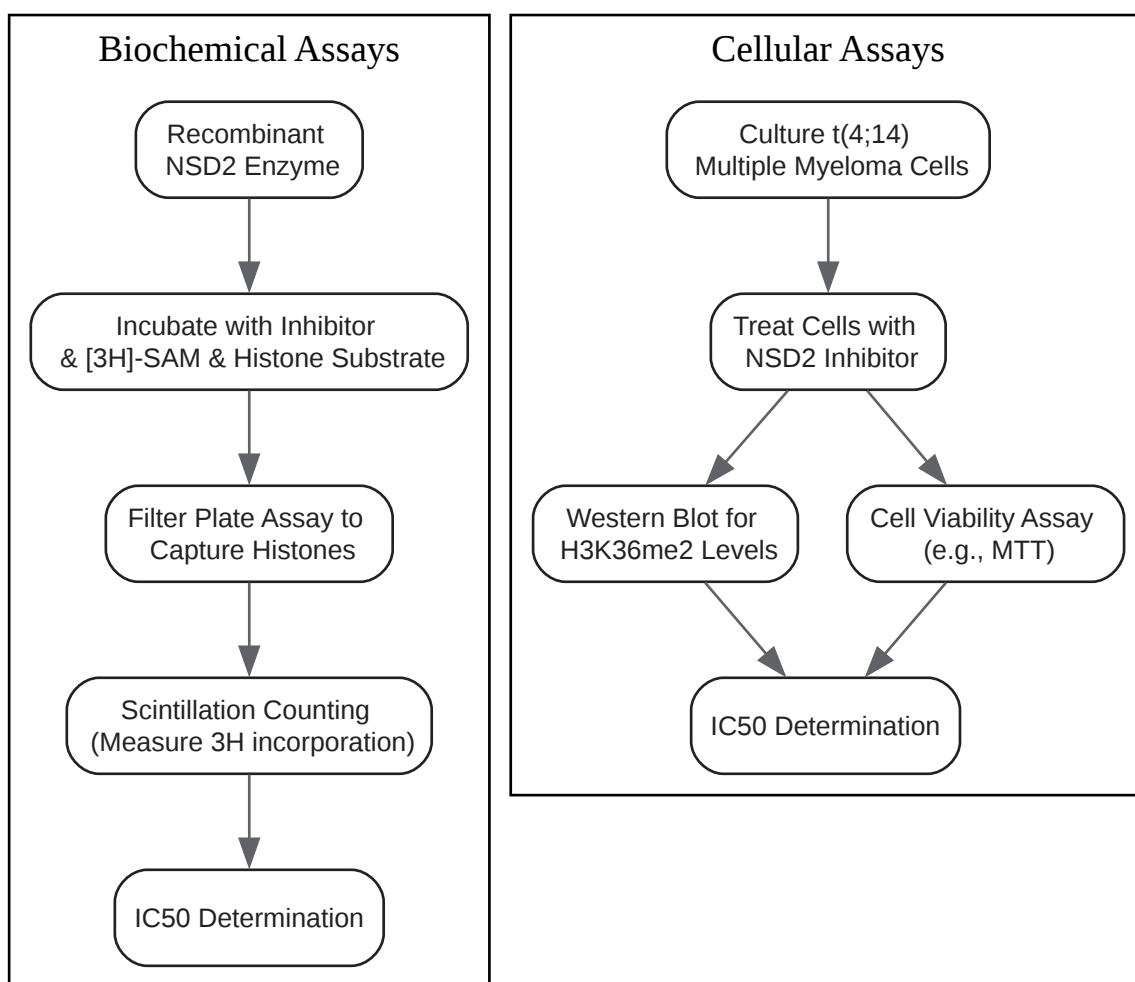 Biochemical Assays
Recombinant
NSD2 Enzyme
Incubate with Inhibitor
& [3H]-SAM & Histone Substrate
Filter Plate Assay to
Capture Histones
Scintillation Counting
(Measure 3H incorporation)
IC50 Determination
Cellular Assays
Culture t(4;14)
Multiple Myeloma Cells
Treat Cells with
NSD2 Inhibitor
Western Blot for
H3K36me2 Levels
Cell Viability Assay
(e.g., MTT)
IC50 Determination